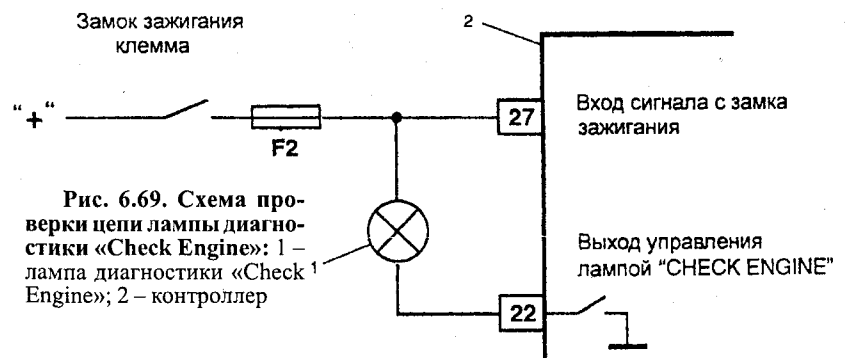 Замок зажигания
клемма
2
“+“
F2
27
Вход сигнала с замка
зажигания
Рис. 6.69. Схема про-
верки цепи лампы диагно-
стики «Check Engine»: 1 –
лампа диагностики «Check
Engine»; 2 – контроллер
1
Выход управления
лампой “CHECK ENGINE”
22